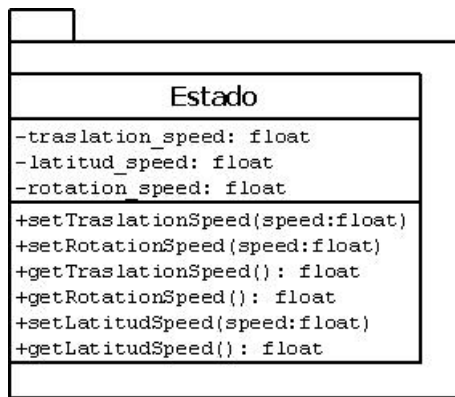 Estado
-traslation_speed: float
-latitud_speed: float
-rotation_speed: float
+setTraslationSpeed(speed:float)
+setRotationSpeed(speed:float)
+getTraslationSpeed(): float
+getRotationSpeed(): float
+setLatitudSpeed(speed:float)
+getLatitudSpeed(): float